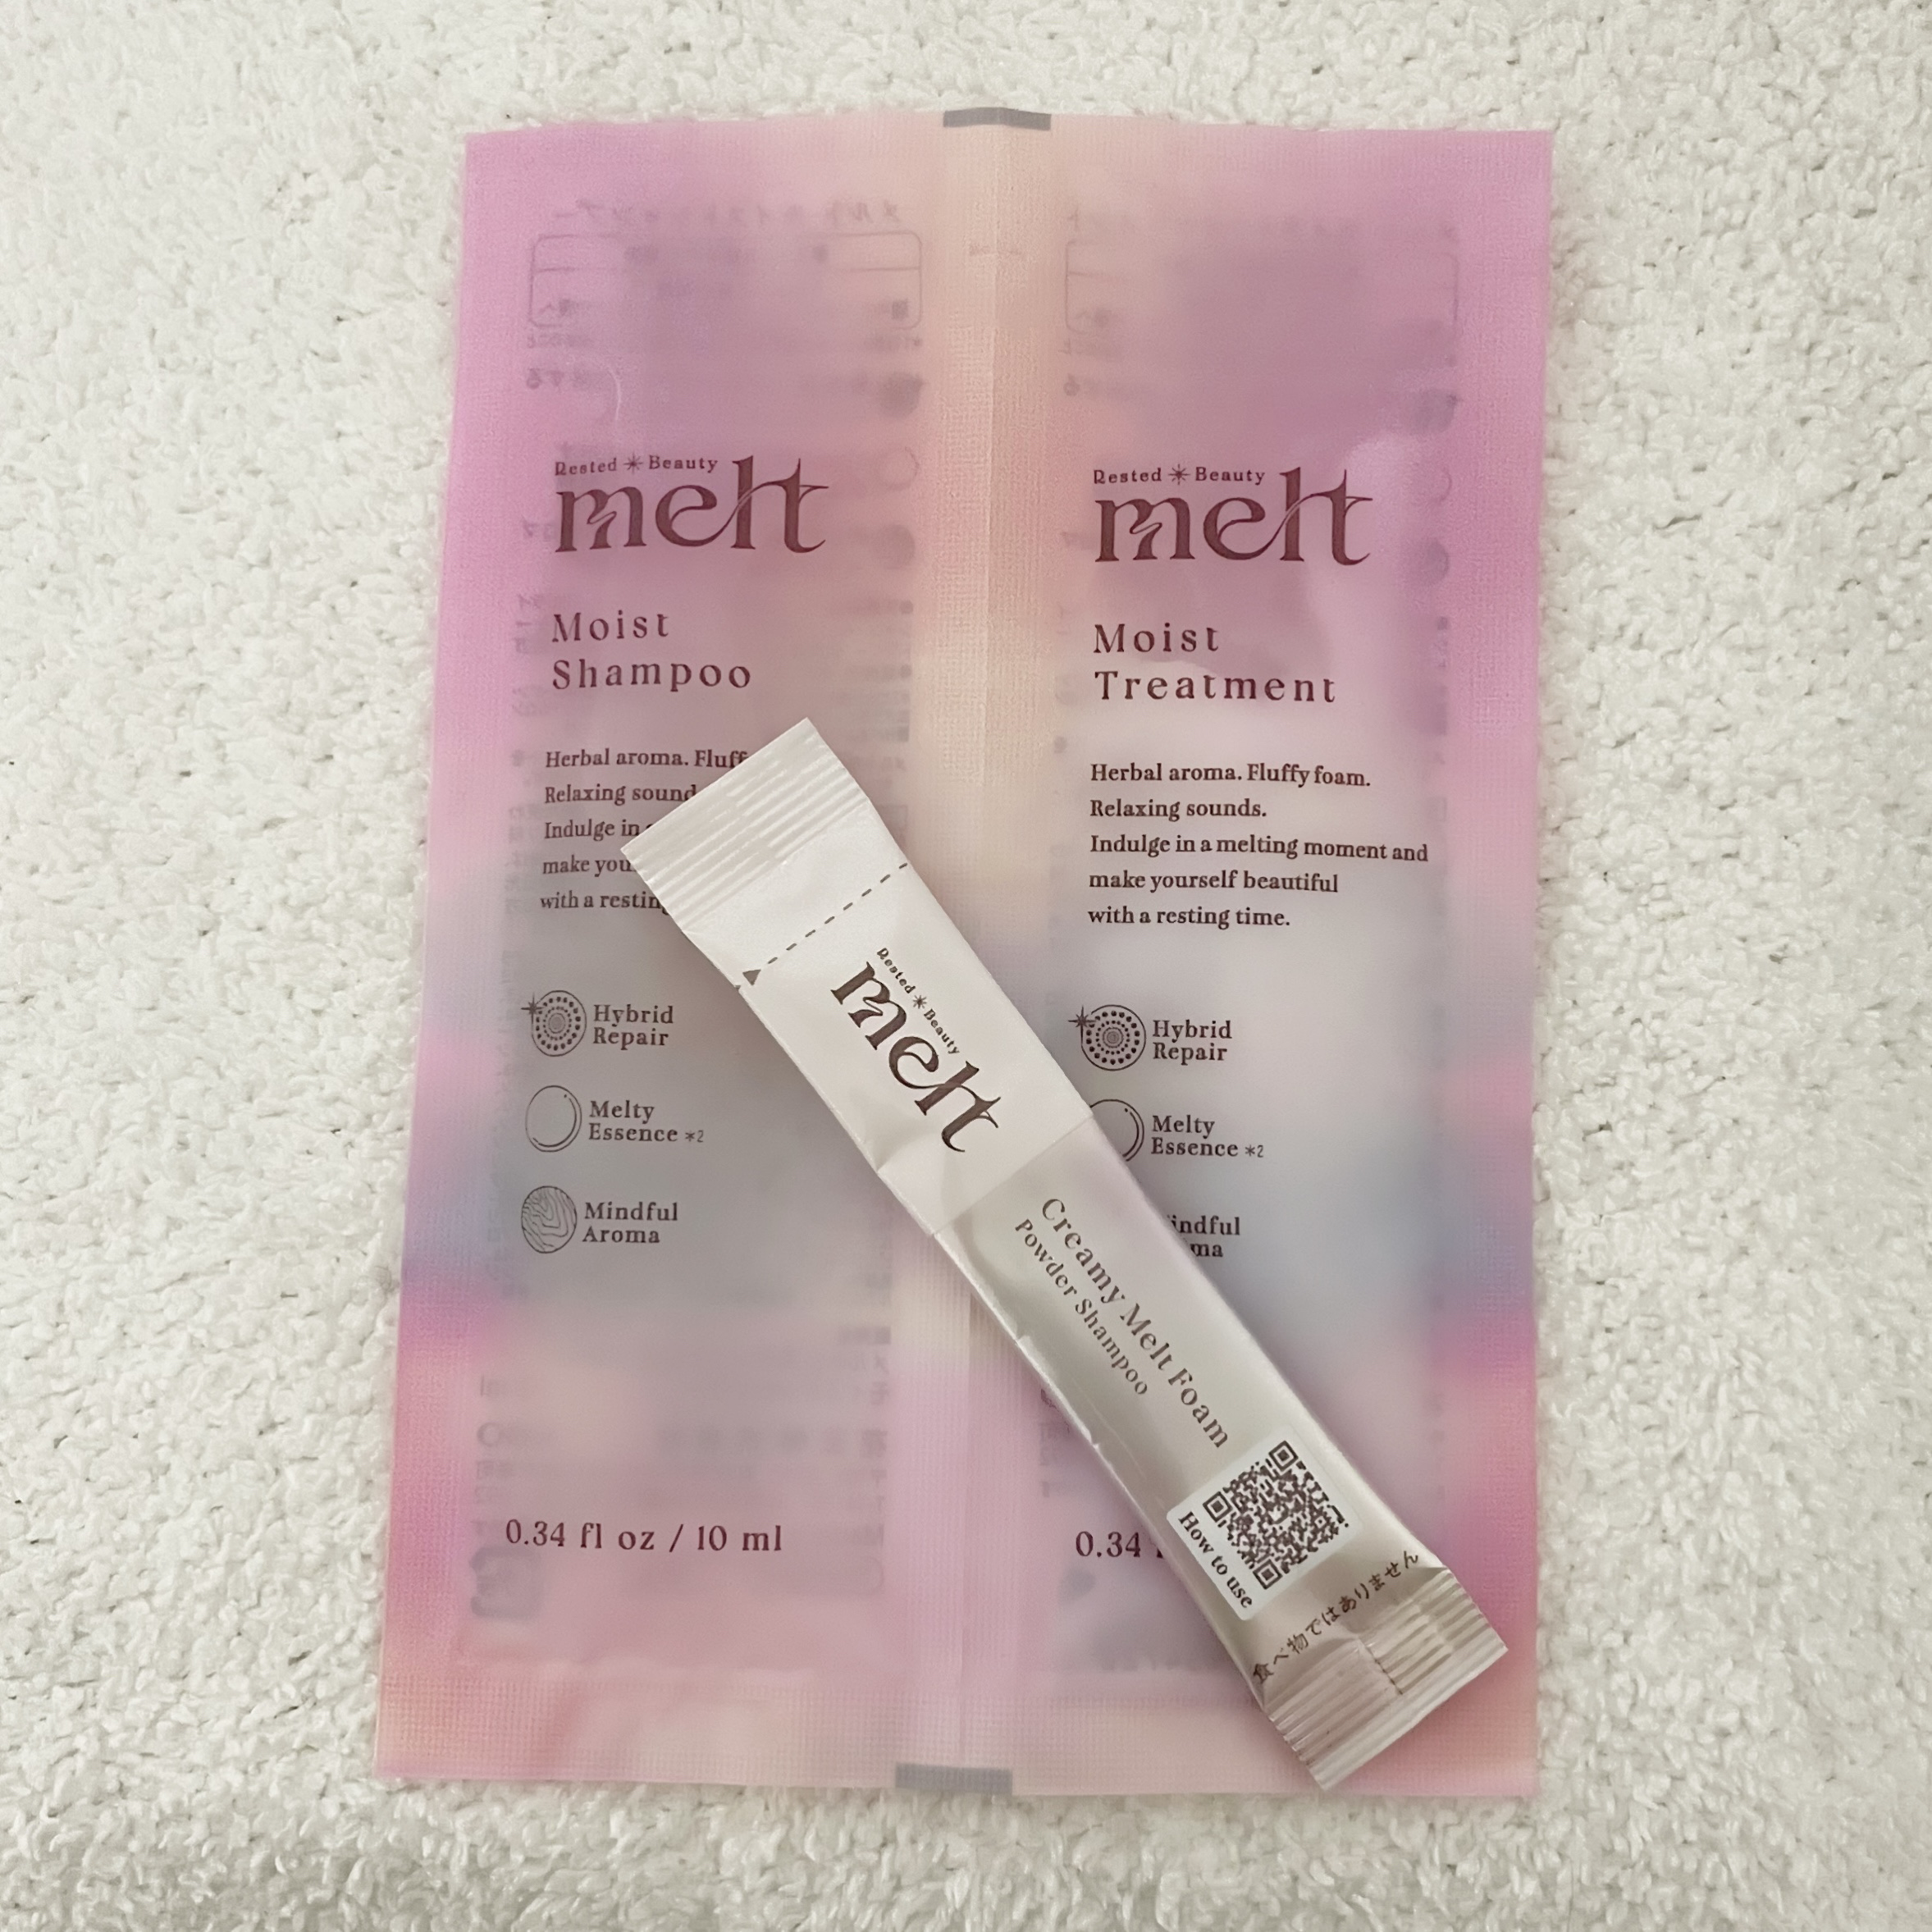 Rested Beauty
melt
Moist
Shampoo
Herbal aroma. Fluff
Relaxing sound
Indulge in
make you
with a resting
Hybrid
Repair
Melty
Essence *2
Mindful
Aroma
0.34 fl oz / 10 ml
Rested Beauty
melt
Moist
Treatment
Herbal aroma. Fluffy foam.
Relaxing sounds.
Indulge in a melting moment and
make yourself beautiful
with a resting time.
Hybrid
Repair
Melty
Essence *2
indful
ma
0.34
Rested Beauty
melt
Creamy Melt Foam
Powder Shampoo
How to use
食べ物ではありません